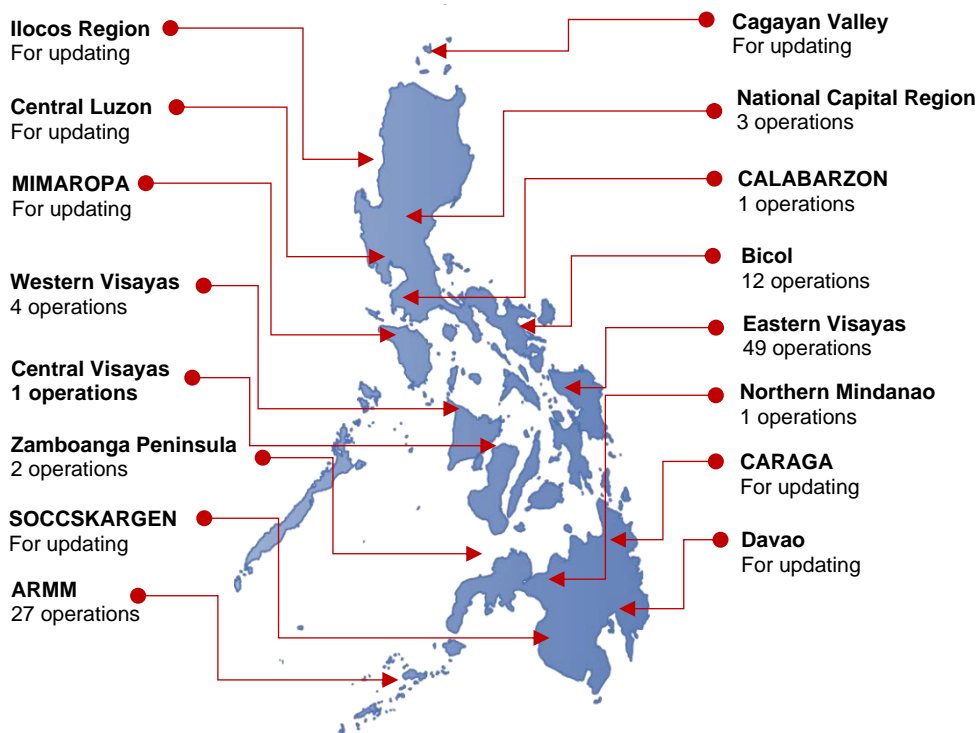 Ilocos Region
For updating
Central Luzon
For updating
MIMAROPA
For updating
Western Visayas
4 operations
Central Visayas
1 operations
Zamboanga Peninsula
2 operations
SOCCSKARGEN
For updating
ARMM
27 operations
Cagayan Valley
For updating
National Capital Region
3 operations
CALABARZON
1 operations
Bicol
12 operations
Eastern Visayas
49 operations
Northern Mindanao
1 operations
CARAGA
For updating
Davao
For updating